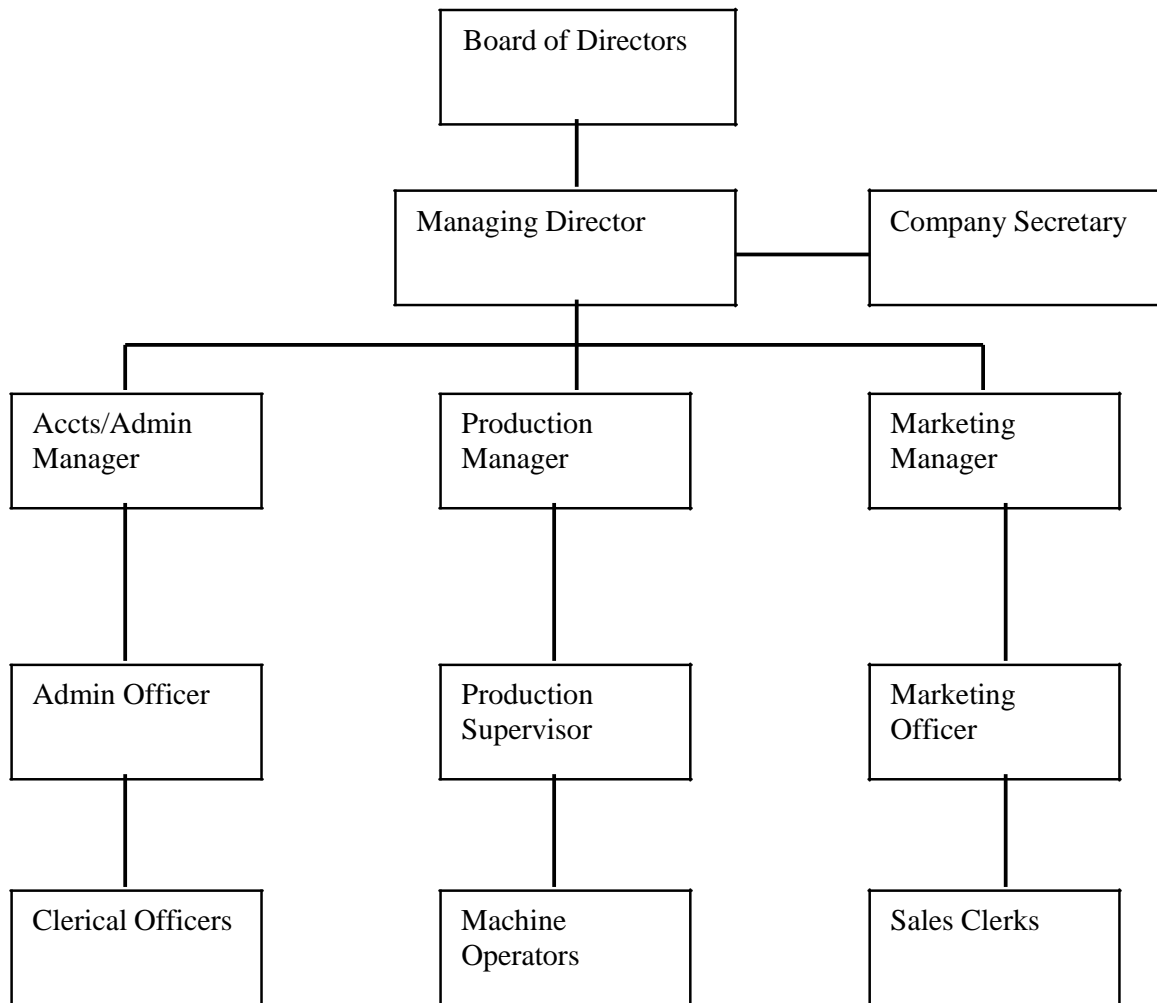 Board of Directors
Managing Director
Company Secretary
Accts/Admin
Manager
Production
Manager
Marketing
Manager
Admin Officer
Production
Supervisor
Marketing
Officer
Clerical Officers
Machine
Operators
Sales Clerks